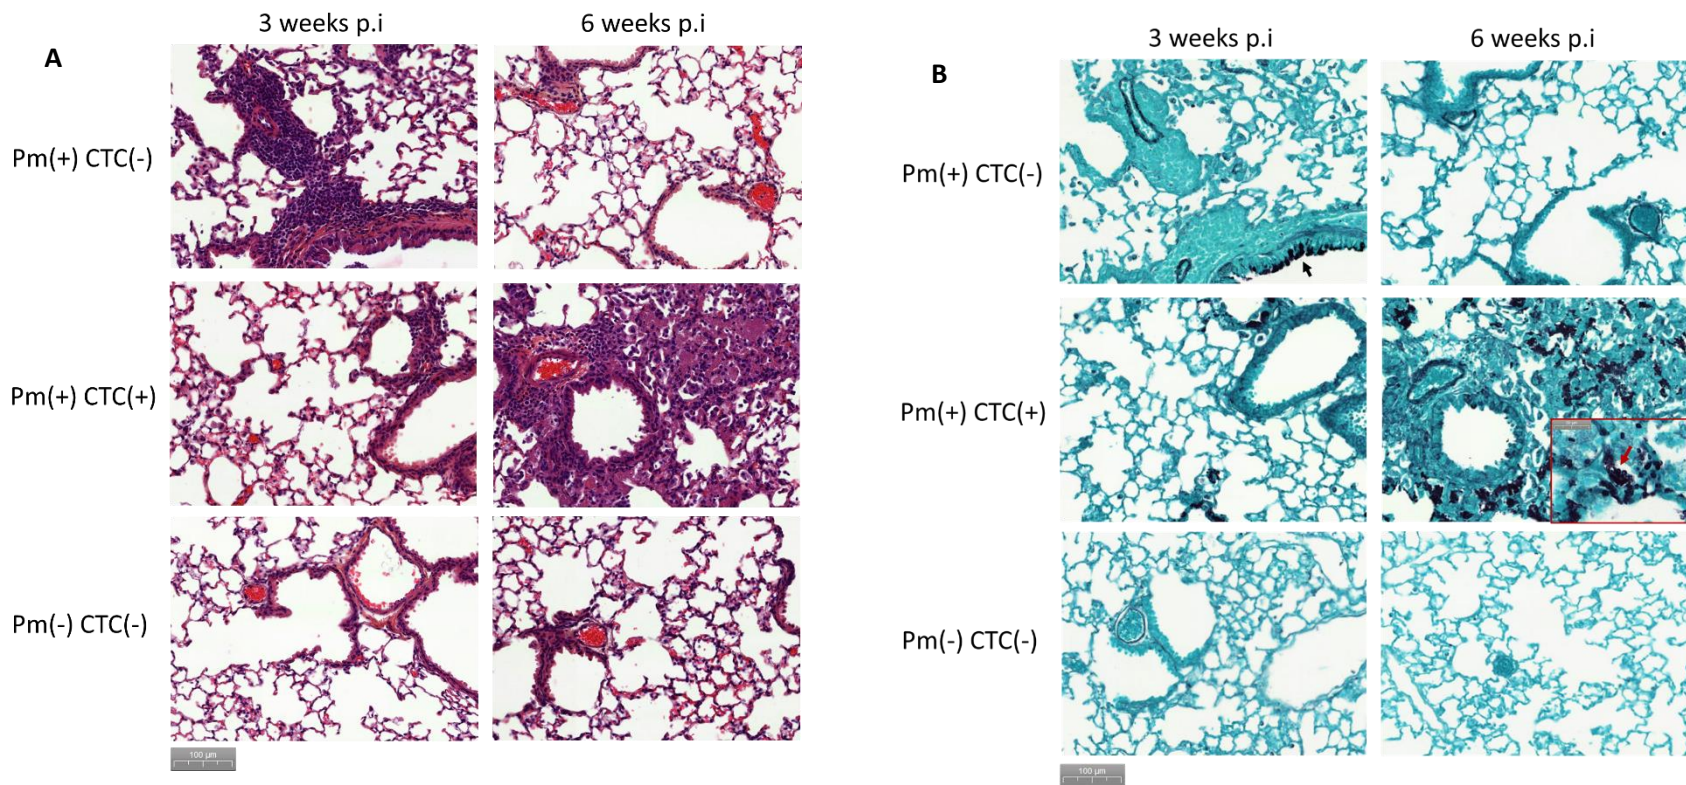 A
3 weeks p.i
6 weeks p.i
Pm(+) CTC(-)
Pm(+) CTC(+)
Pm(-) CTC(-)
100 µm
B
3 weeks p.i
6 weeks p.i
Pm(+) CTC(-)
Pm(+) CTC(+)
Pm(-) CTC(-)
100 µm